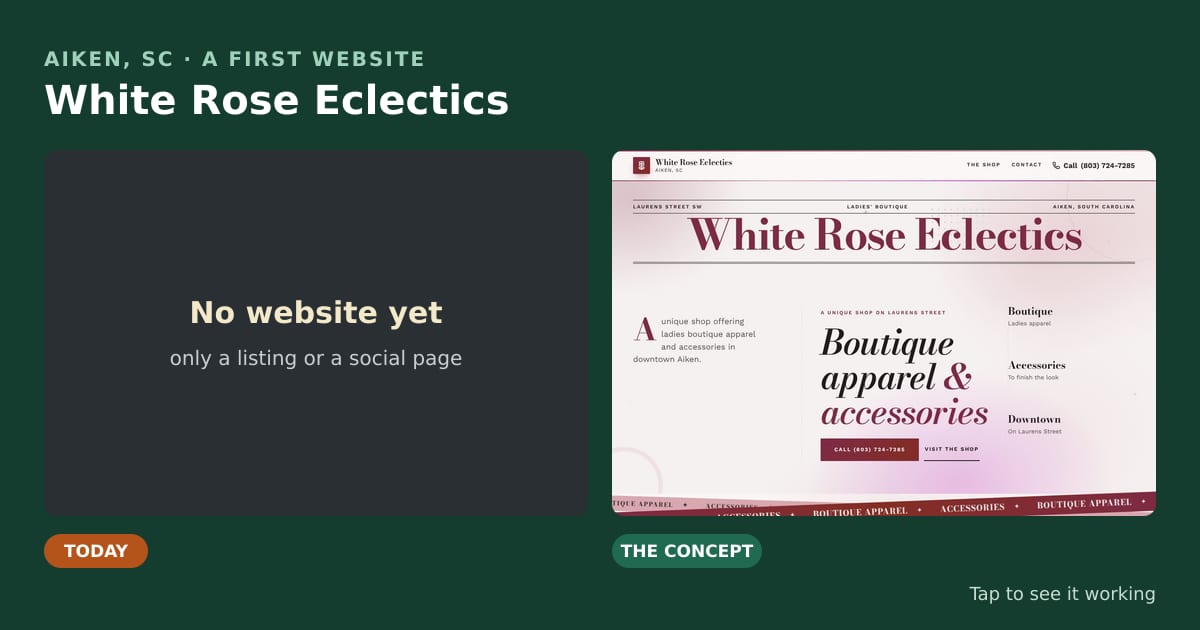 AIKEN, SC · A FIRST WEBSITE
White Rose Eclectics
No website yet
only a listing or a social page
TODAY
White Rose Eclectics
AIKEN, SC
THE SHOP
CONTACT
Call (803) 724-7285
LAURENS STREET SW
LADIES' BOUTIQUE
AIKEN, SOUTH CAROLINA
White Rose Eclectics
A unique shop offering
ladies boutique apparel
and accessories in
downtown Aiken.
A UNIQUE SHOP ON LAURENS STREET
Boutique
apparel &
accessories
CALL (803) 724-7285
VISIT THE SHOP
Boutique
Ladies apparel
Accessories
To finish the look
Downtown
On Laurens Street
TIQUE APPAREL ✦ ACCESSORIES
ACCESSORIES ✦ BOUTIQUE APPAREL ✦ ACCESSORIES ✦ BOUTIQUE APPAREL ✦
THE CONCEPT
Tap to see it working